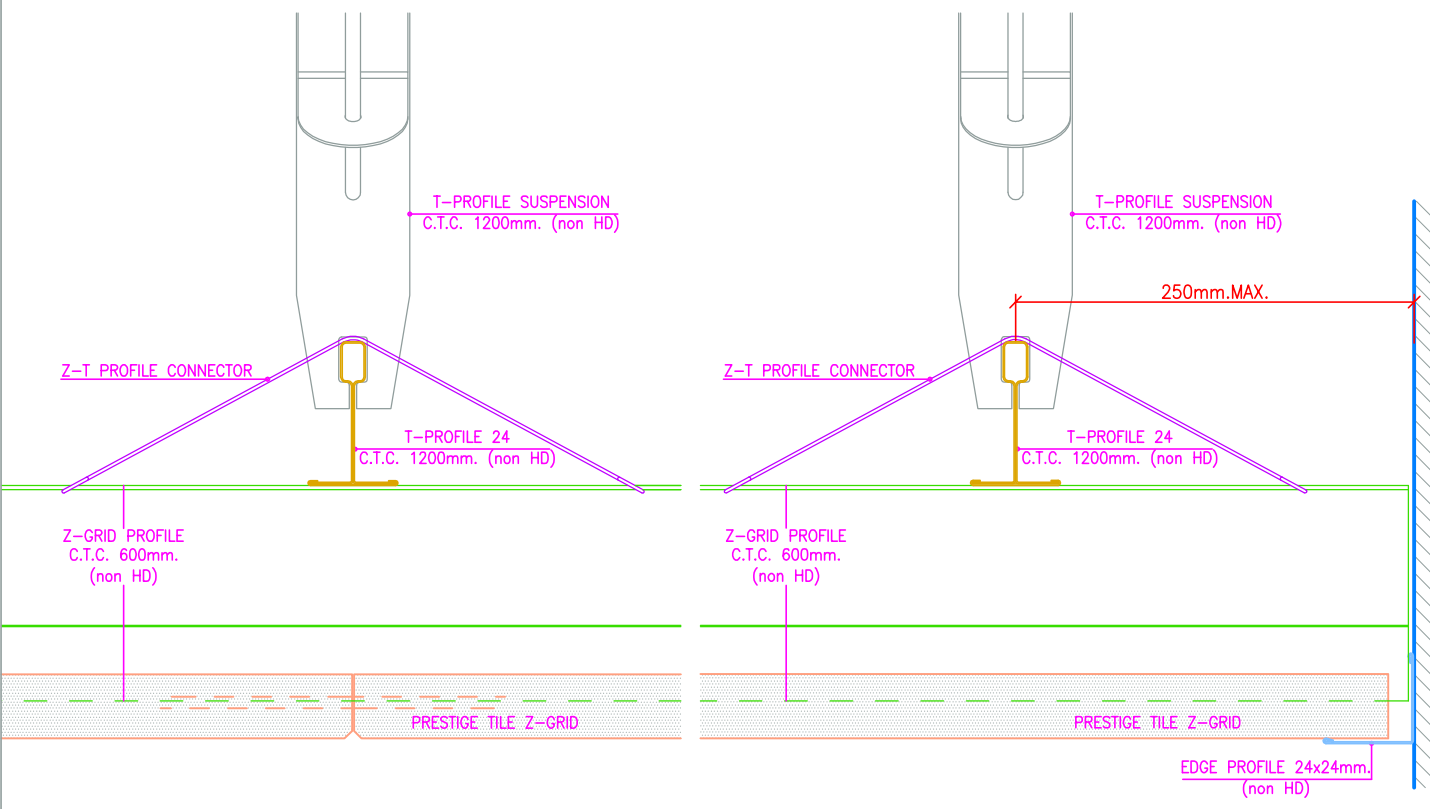 T-PROFILE SUSPENSION
C.T.C. 1200mm. (non HD)
Z-T PROFILE CONNECTOR
T-PROFILE 24
C.T.C. 1200mm. (non HD)
Z-GRID PROFILE
C.T.C. 600mm.
(non HD)
PRESTIGE TILE Z-GRID
T-PROFILE SUSPENSION
C.T.C. 1200mm. (non HD)
250mm.MAX.
Z-T PROFILE CONNECTOR
T-PROFILE 24
C.T.C. 1200mm. (non HD)
Z-GRID PROFILE
C.T.C. 600mm.
(non HD)
PRESTIGE TILE Z-GRID
EDGE PROFILE 24x24mm.
(non HD)